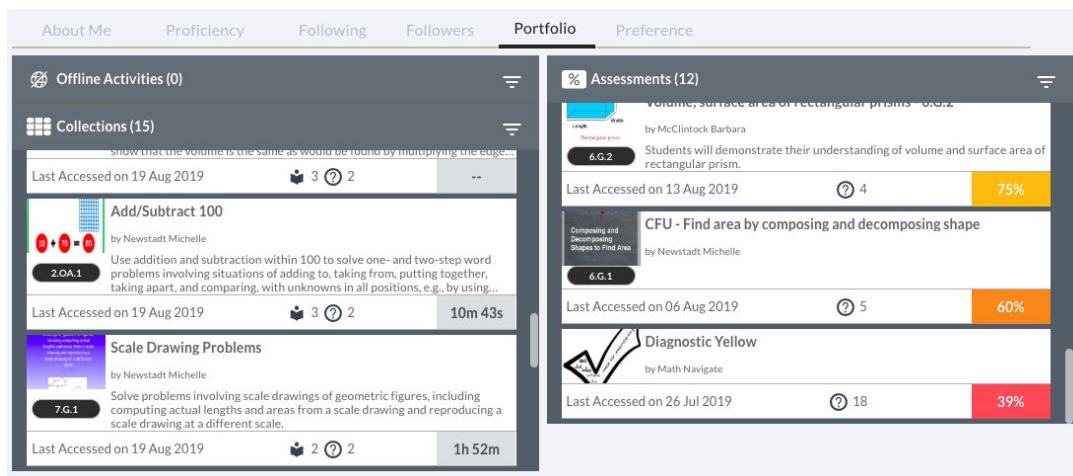 About Me Proficiency Following Followers Portfolio Preference
Offline Activities (0)
Collections (15)
show that the volume is the same as would be found by multiplying the edge...
Last Accessed on 19 Aug 2019 3 2 --
Add/Subtract 100
by Newstadt Michelle
10 + 70 = 80
2.OA.1
Use addition and subtraction within 100 to solve one- and two-step word
problems involving situations of adding to, taking from, putting together,
taking apart, and comparing, with unknowns in all positions, e.g., by using...
Last Accessed on 19 Aug 2019 3 2 10m 43s
Scale Drawing Problems
by Newstadt Michelle
7.G.1
Solve problems involving scale drawings of geometric figures, including
computing actual lengths and areas from a scale drawing and reproducing a
scale drawing at a different scale.
Last Accessed on 19 Aug 2019 2 2 1h 52m
% Assessments (12)
Volume, surface area of rectangular prisms - 6.G.2
Length Width
Rectangular prism
by McClintock Barbara
6.G.2
Students will demonstrate their understanding of volume and surface area of
rectangular prism.
Last Accessed on 13 Aug 2019 4 75%
CFU - Find area by composing and decomposing shape
Composing and
Decomposing
Shapes to Find Area
by Newstadt Michelle
6.G.1
Last Accessed on 06 Aug 2019 5 60%
Diagnostic Yellow
by Math Navigate
Last Accessed on 26 Jul 2019 18 39%